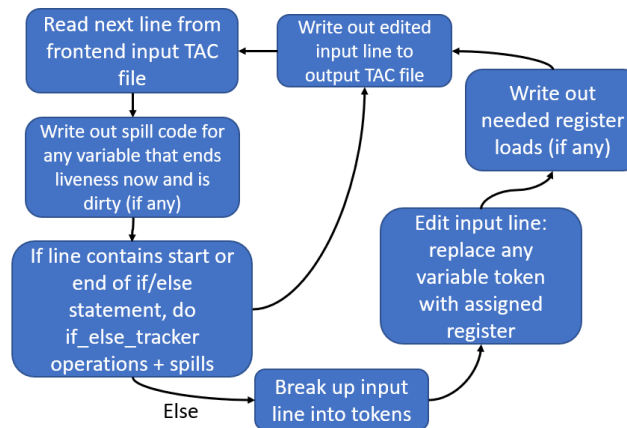 Read next line from
frontend input TAC
file
Write out edited
input line to
output TAC file
Write out
needed register
loads (if any)
Write out spill code for
any variable that ends
liveness now and is
dirty (if any)
Edit input line:
replace any
variable token
with assigned
register
If line contains start or
end of if/else
statement, do
if_else_tracker
operations + spills
Else
Break up input
line into tokens